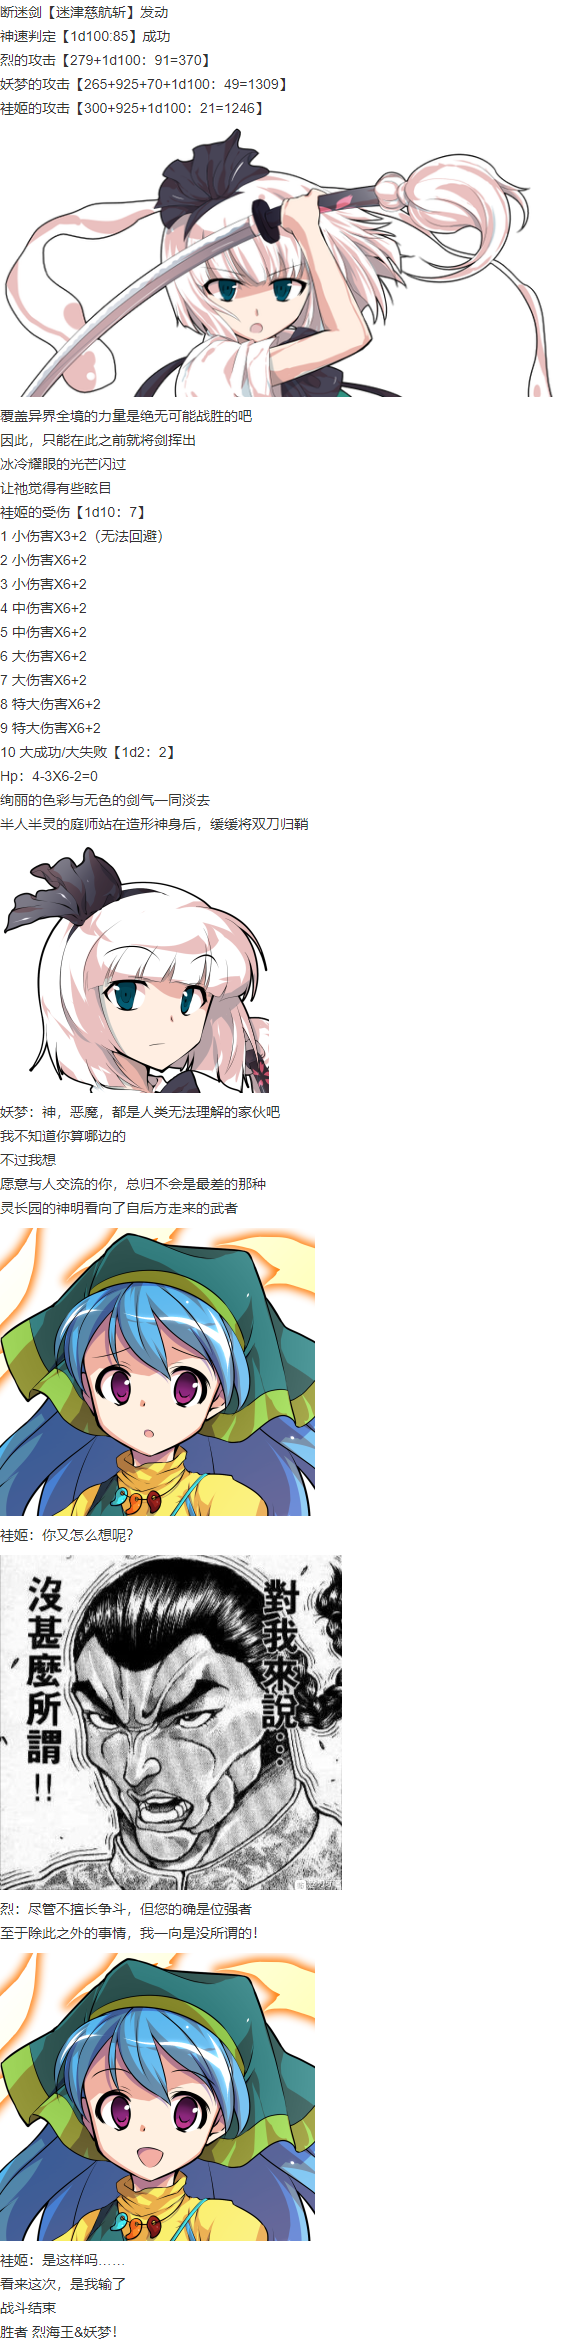 断迷剑【迷津慈航斩】发动
神速判定【1d100:85】成功
烈的攻击【279+1d100：91=370】
妖梦的攻击【265+925+70+1d100：49=1309】
袿姬的攻击【300+925+1d100：21=1246】
覆盖异界全境的力量是绝无可能战胜的吧
因此，只能在此之前就将剑挥出
冰冷耀眼的光芒闪过
让祂觉得有些眩目
袿姬的受伤【1d10：7】
1 小伤害X3+2（无法回避）
2 小伤害X6+2
3 小伤害X6+2
4 中伤害X6+2
5 中伤害X6+2
6 大伤害X6+2
7 大伤害X6+2
8 特大伤害X6+2
9 特大伤害X6+2
10 大成功/大失败【1d2：2】
Hp：4-3X6-2=0
绚丽的色彩与无色的剑气一同淡去
半人半灵的庭师站在造形神身后，缓缓将双刀归鞘
妖梦：神，恶魔，都是人类无法理解的家伙吧
我不知道你算哪边的
不过我想
愿意与人交流的你，总归不会是最差的那种
灵长园的神明看向了自后方走来的武者
袿姬：你又怎么想呢？
對我來說…
沒甚麼所謂!!
烈：尽管不擅长争斗，但您的确是位强者
至于除此之外的事情，我一向是没所谓的！
袿姬：是这样吗……
看来这次，是我输了
战斗结束
胜者 烈海王&妖梦！